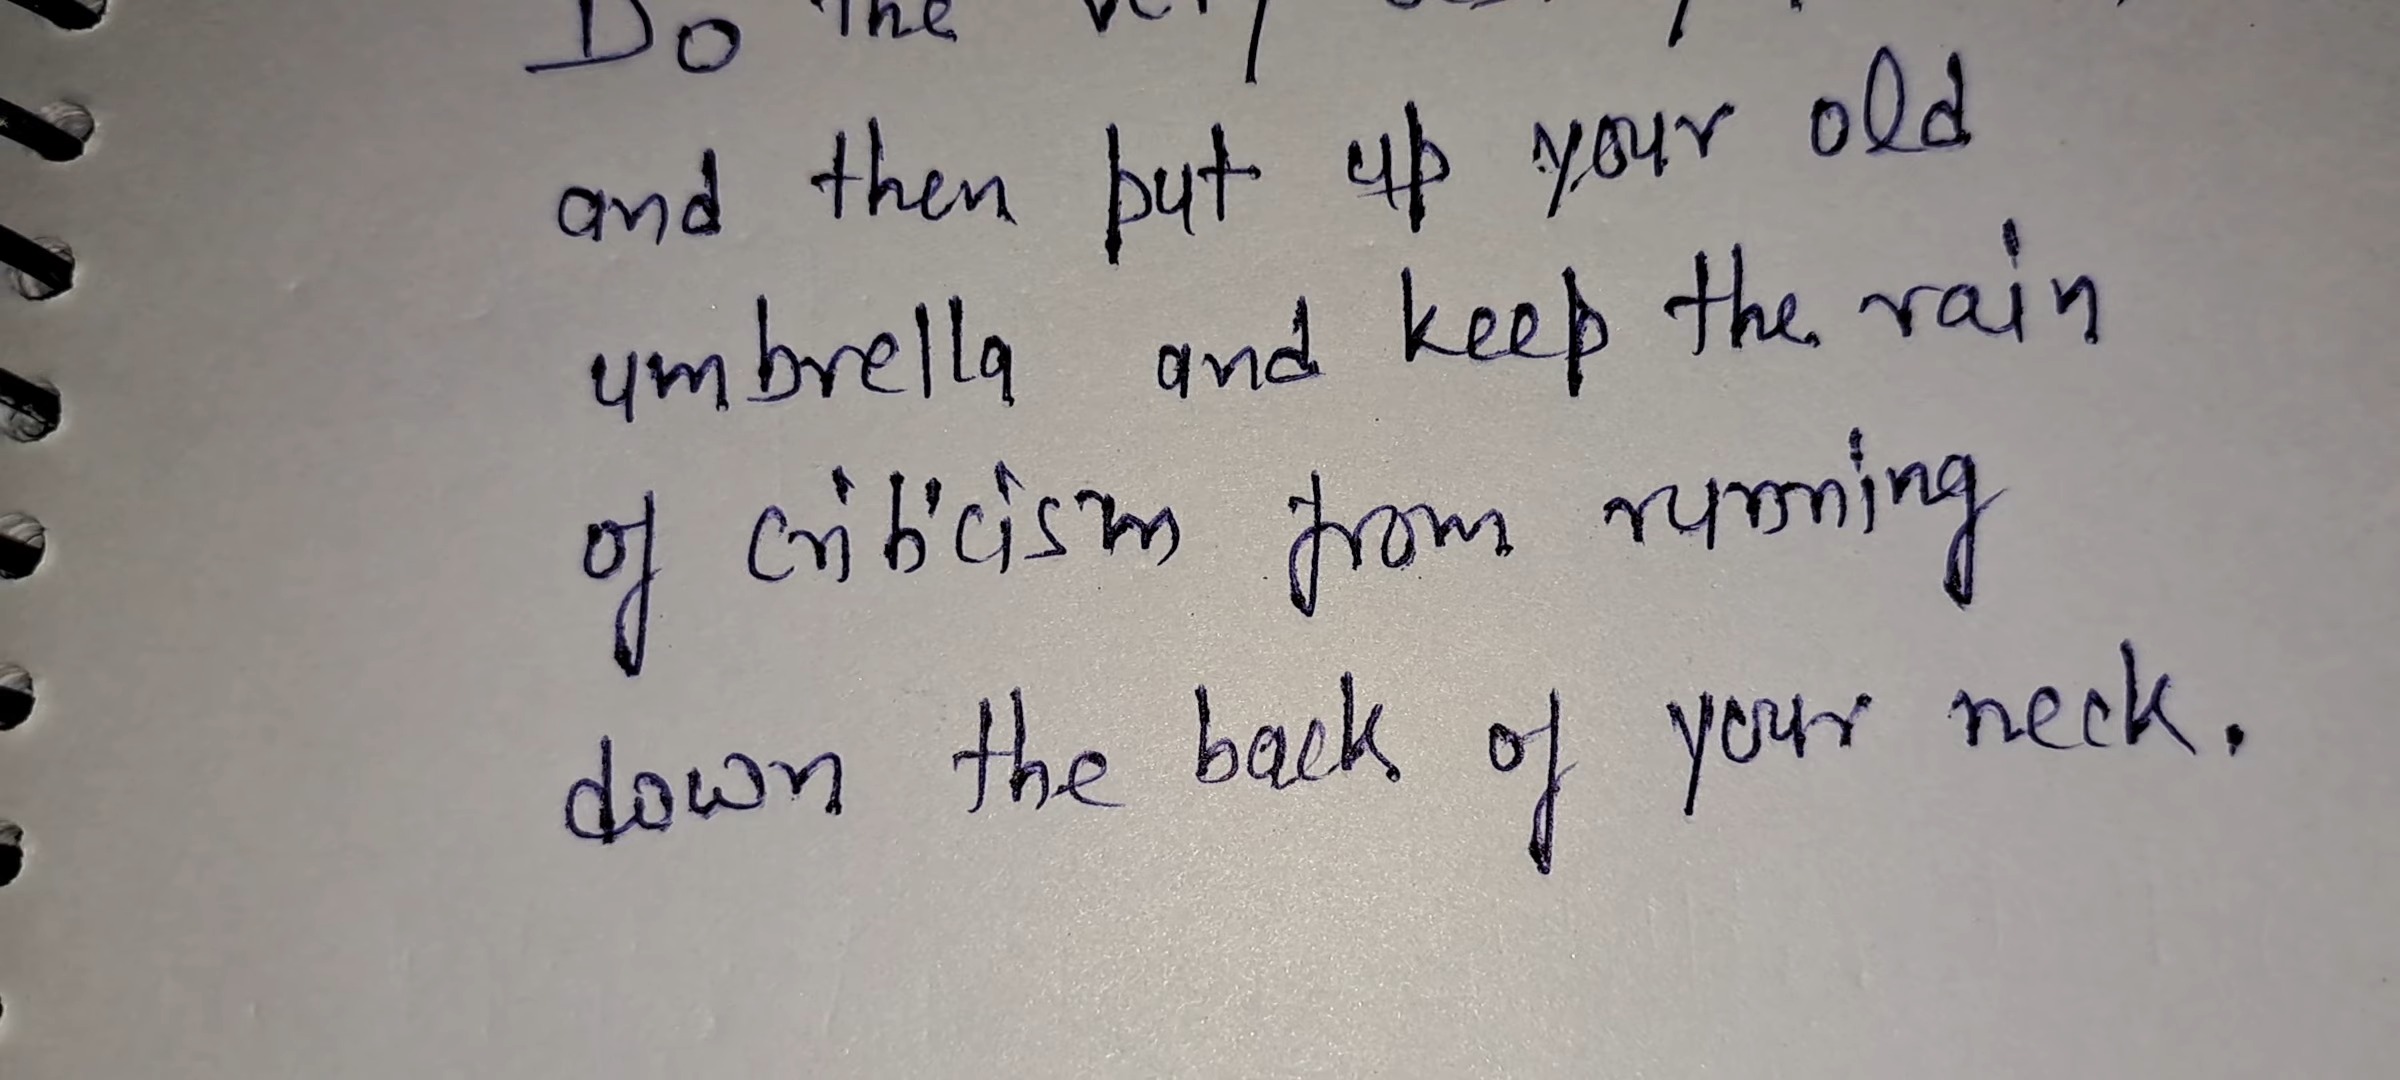 Do the very
and then put up your old
umbrella and keep the rain
of criticism from running
down the back of your neck.